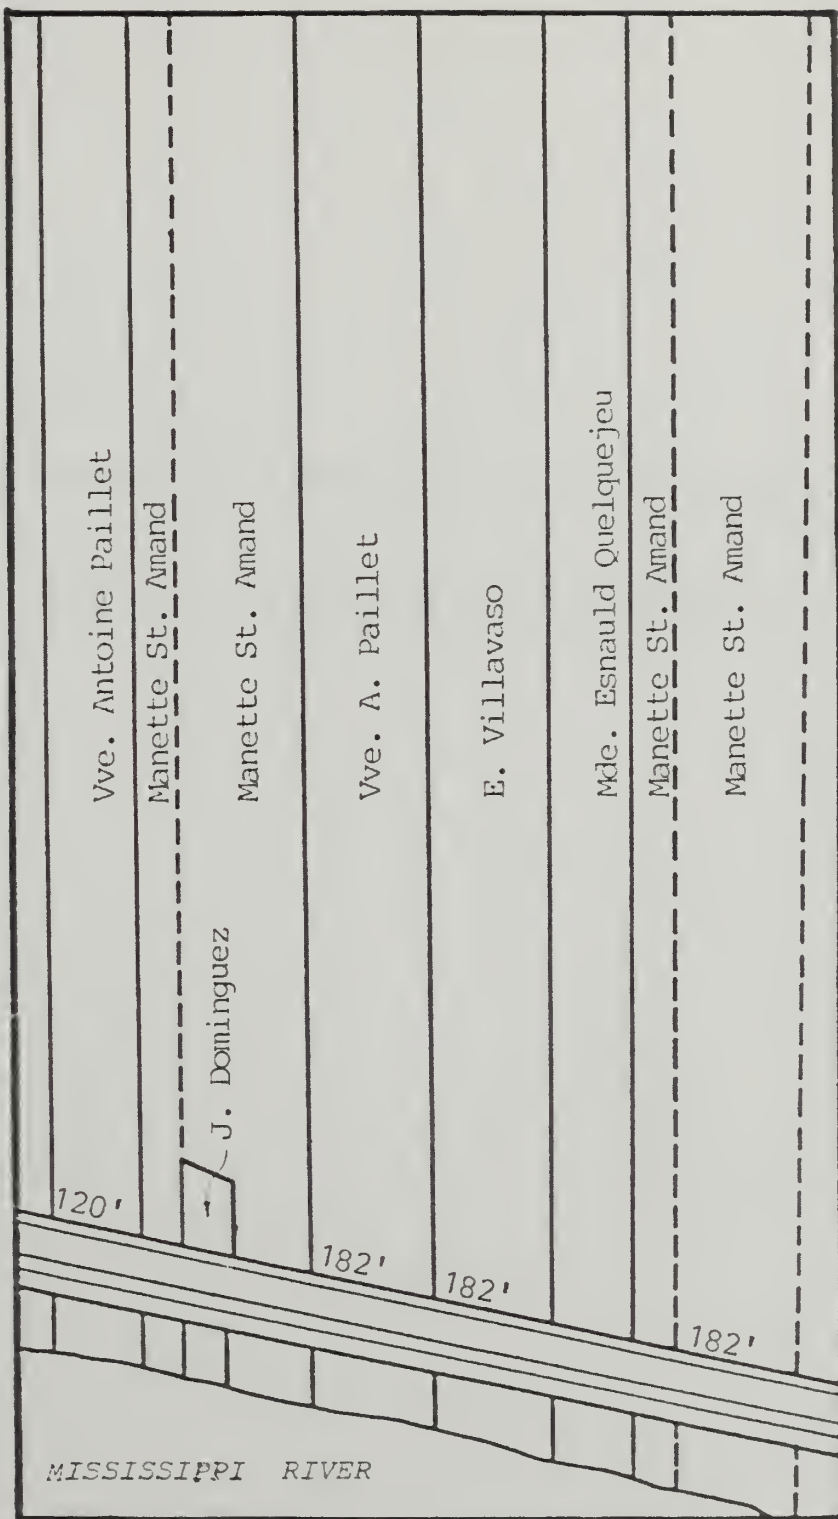 Vve. Antoine Paillet
Manette St. Amand
Manette St. Amand
Vve. A. Paillet
E. Villavaso
Mde. Esnauld Quelquejeu
Manette St. Amand
Manette St. Amand
J. Dominguez
120'
182'
182'
182'
MISSISSIPPI RIVER